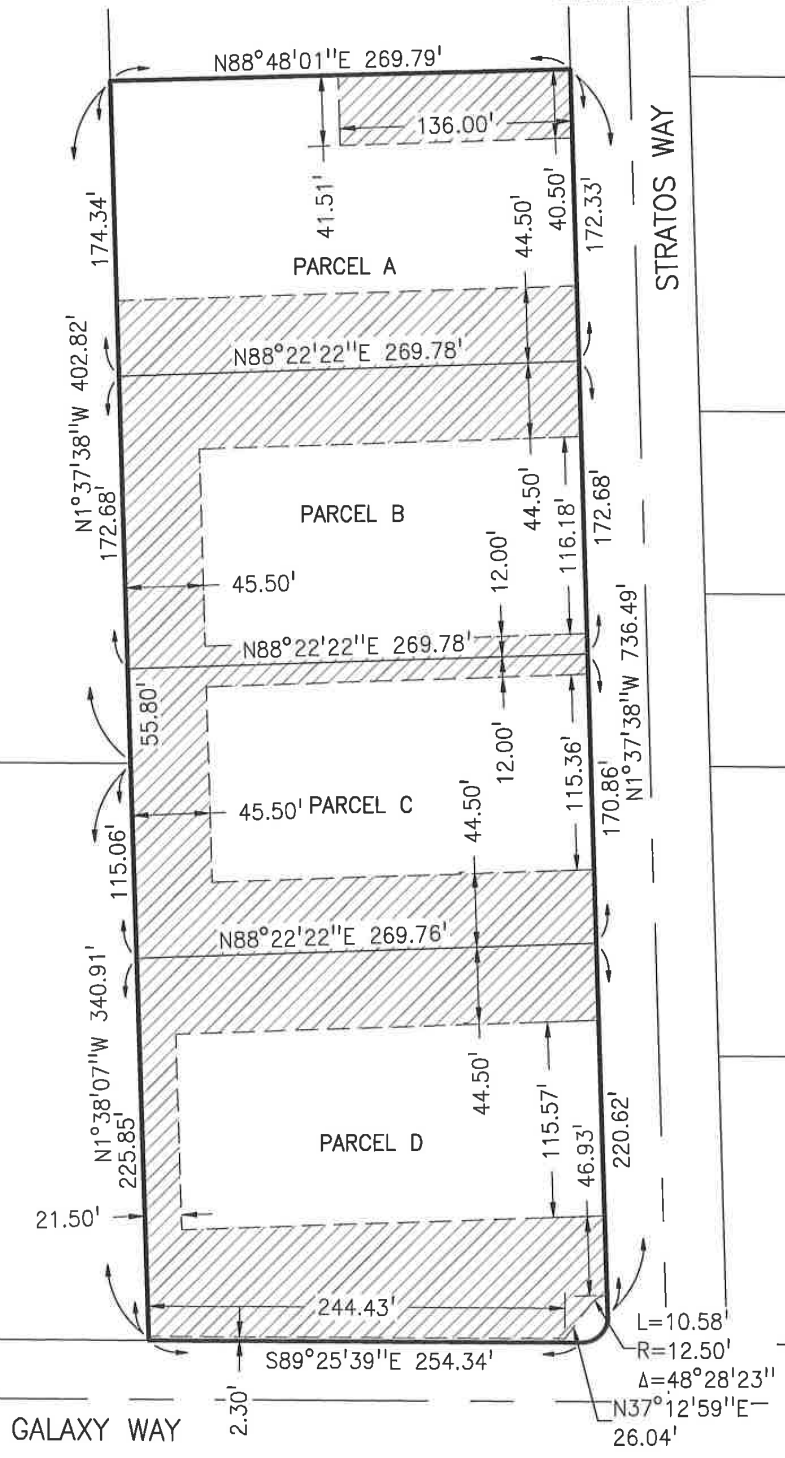 N88°48'01"E 269.79'
136.00'
41.51'
40.50'
174.34'
172.33'
44.50'
STRATOS WAY
PARCEL A
N88°22'22"E 269.78'
N1°37'38"W 402.82'
172.68'
PARCEL B
44.50'
116.18'
172.68'
12.00'
45.50'
N88°22'22"E 269.78'
N1°37'38"W 736.49'
55.80'
12.00'
115.36'
170.86'
45.50'
PARCEL C
44.50'
115.06'
N88°22'22"E 269.76'
N1°38'07"W 340.91'
225.85'
44.50'
115.57'
46.93'
220.62'
PARCEL D
21.50'
244.43'
L=10.58'
R=12.50'
Δ=48°28'23"
S89°25'39"E 254.34'
N37°12'59"E
26.04'
2.30'
GALAXY WAY